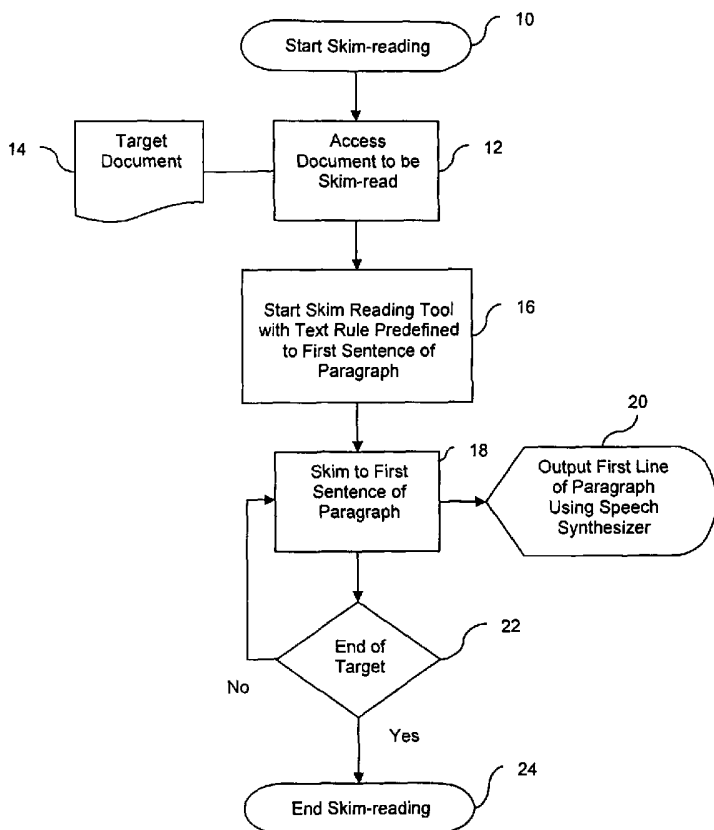 Start Skim-reading
10
Target
Document
14
Access
Document to be
Skim-read
12
Start Skim Reading Tool
with Text Rule Predefined
to First Sentence of
Paragraph
16
Skim to First
Sentence of
Paragraph
18
20
Output First Line
of Paragraph
Using Speech
Synthesizer
End of
Target
22
No
Yes
End Skim-reading
24